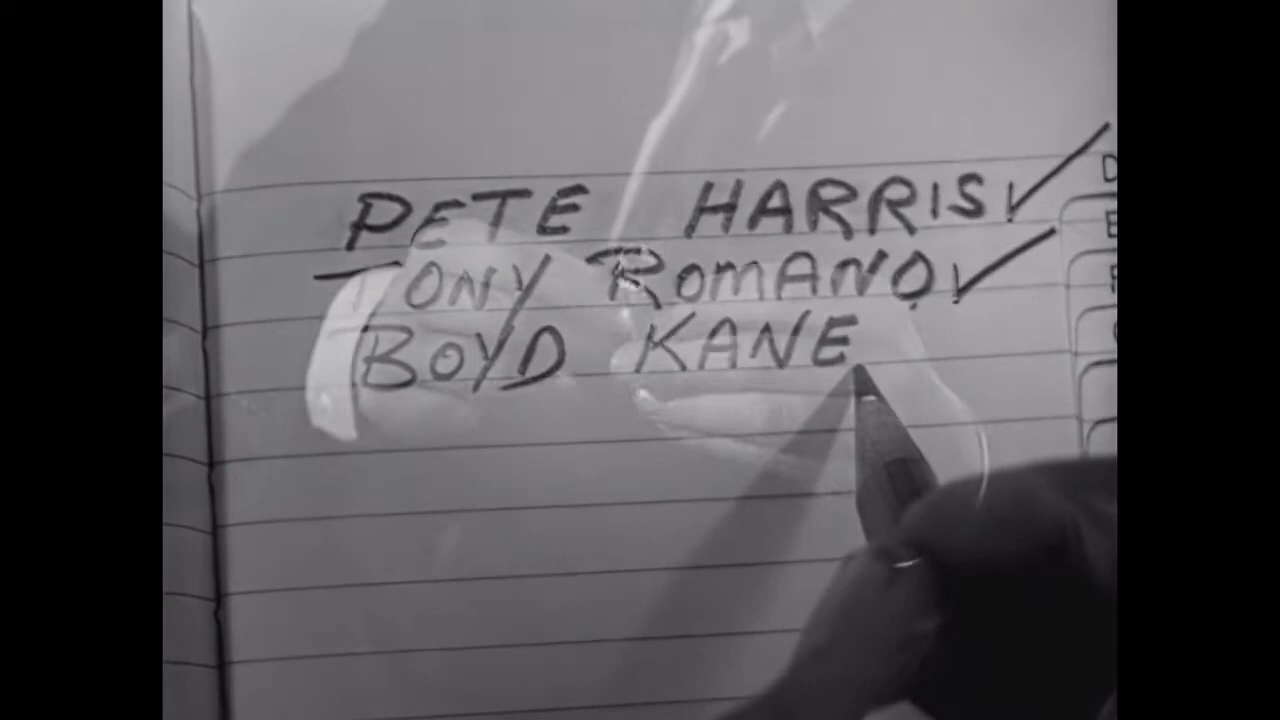 PETE HARRIS ✓
TONY ROMANO ✓
BOYD KANE
D
E
F